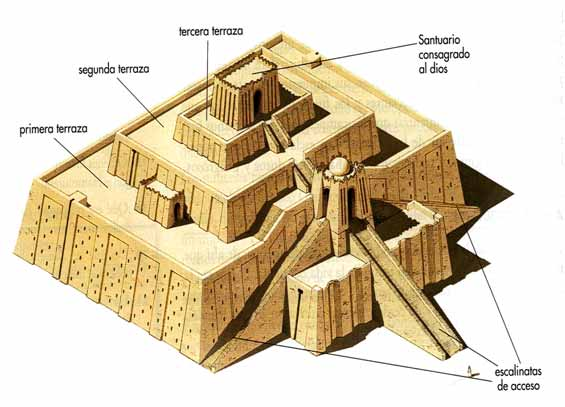 tercera terraza
Santuario
consagrado
al dios
segunda terraza
primera terraza
escalinatas
de acceso